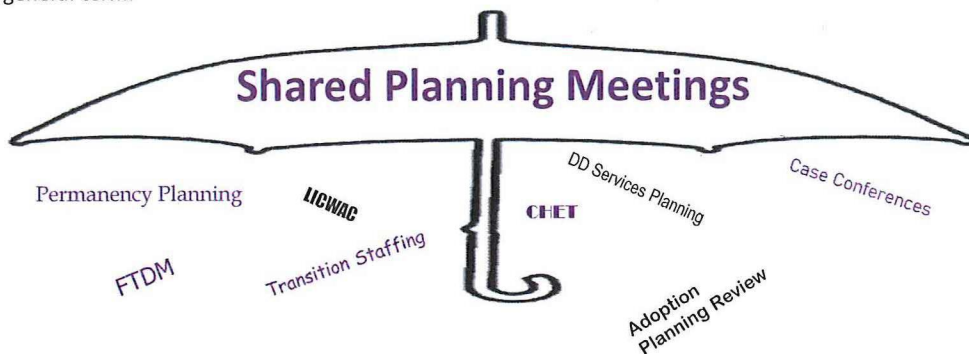 Shared Planning Meetings
Permanency Planning
LICWAC
CHET
DD Services Planning
Case Conferences
FTDM
Transition Staffing
Adoption
Planning Review